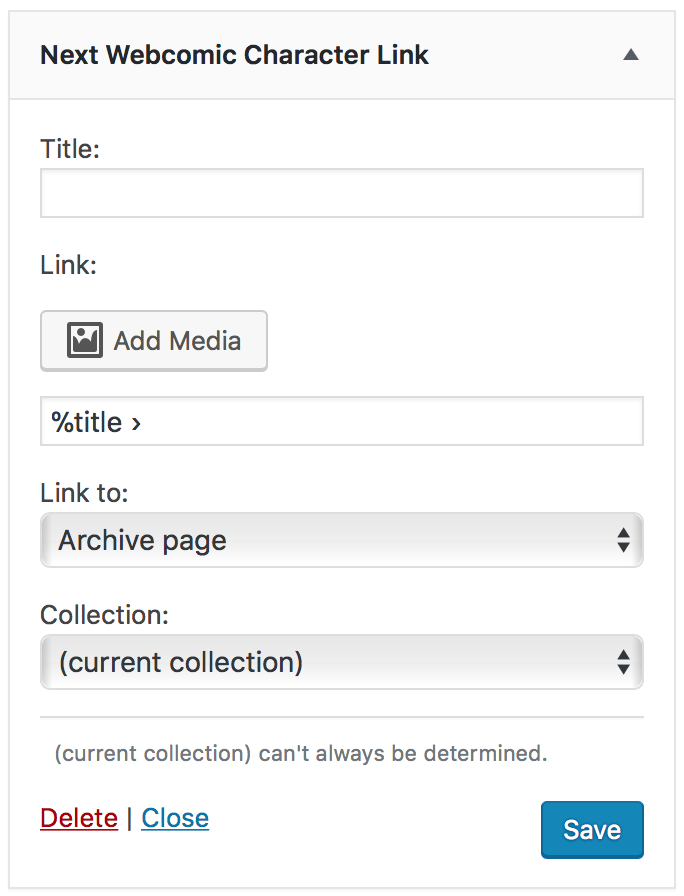 Next Webcomic Character Link
Title:
Link:
Add Media
%title ›
Link to:
Archive page
Collection:
(current collection)
(current collection) can't always be determined.
Delete | Close
Save